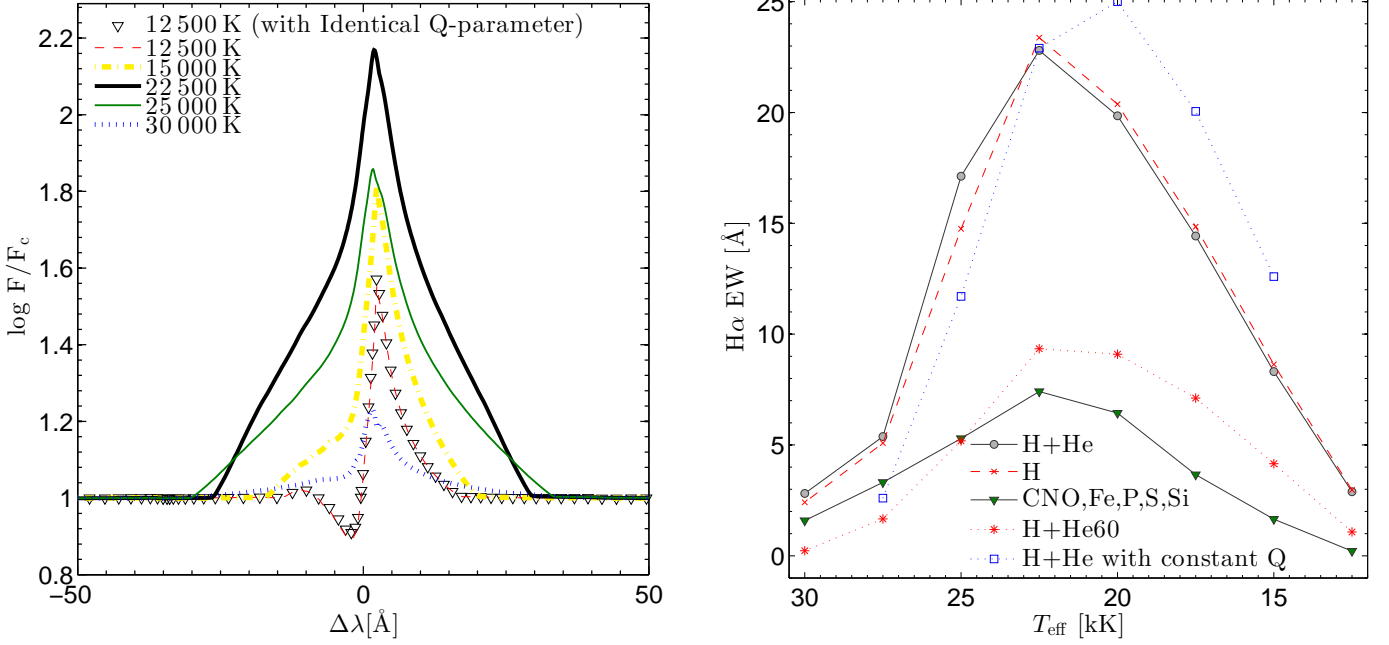 12 500 K (with Identical Q-parameter)
12 500 K
15 000 K
22 500 K
25 000 K
30 000 K
2.2
2
1.8
1.6
1.4
1.2
1
0.8
log F/F_c
−50
0
50
Δλ[Å]
25
20
15
10
5
0
Hα EW [Å]
H+He
H
CNO,Fe,P,S,Si
H+He60
H+He with constant Q
30
25
20
15
T_eff [kK]